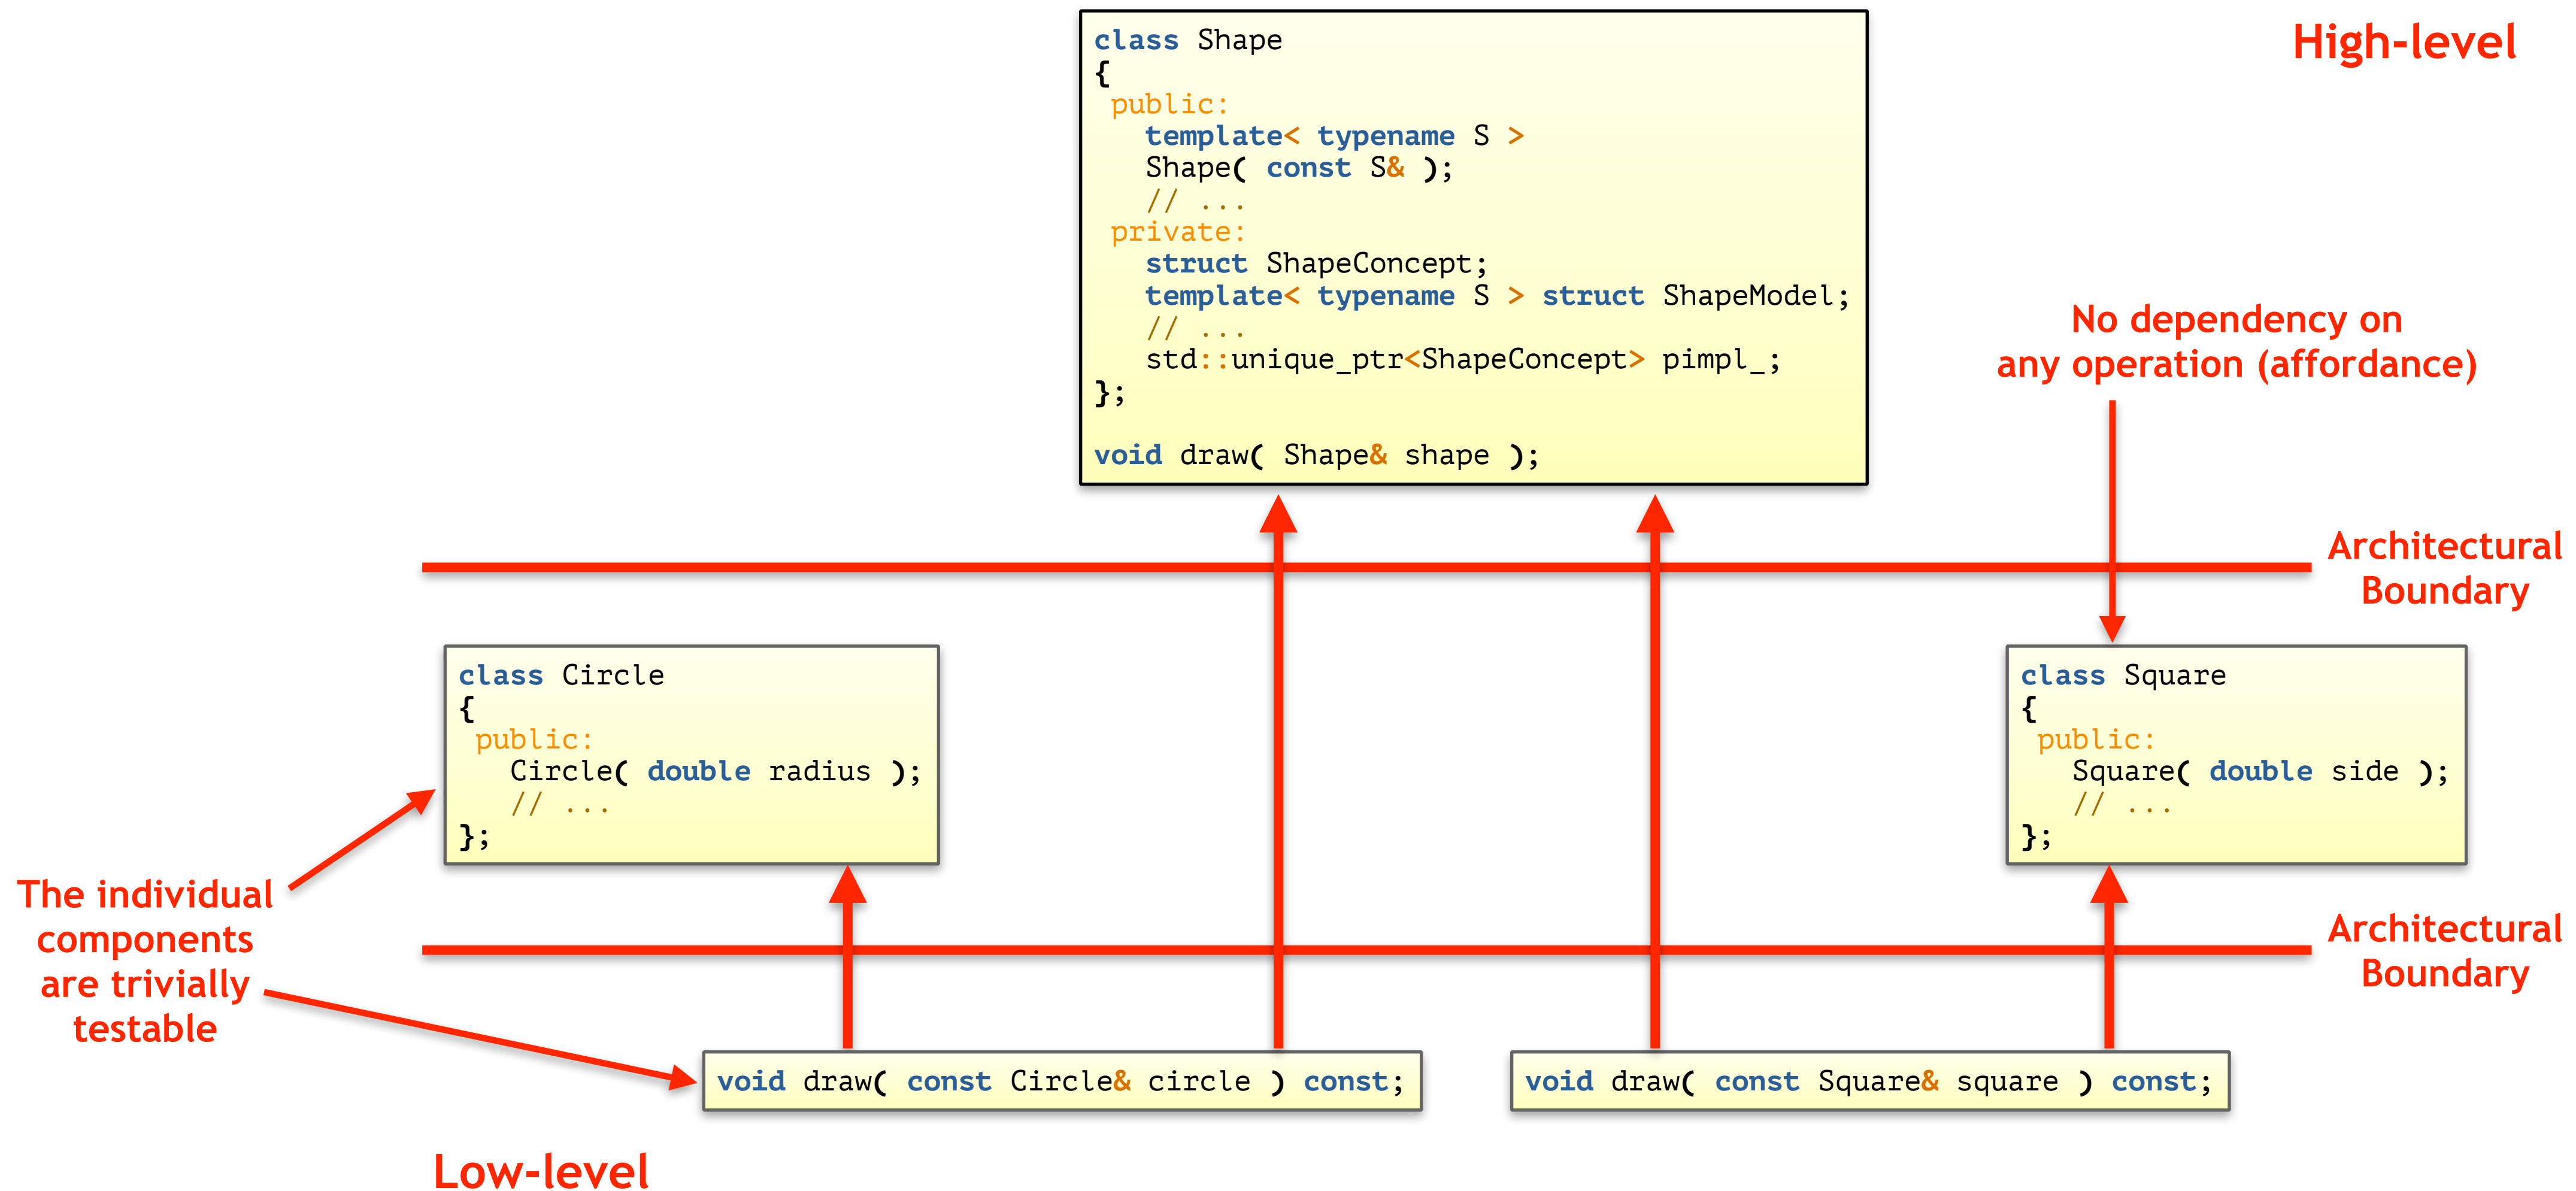 High-level
class Shape
{
 public:
   template< typename S >
   Shape( const S& );
   // ...
 private:
   struct ShapeConcept;
   template< typename S > struct ShapeModel;
   // ...
   std::unique_ptr<ShapeConcept> pimpl_;
};

void draw( Shape& shape );
No dependency on
any operation (affordance)
Architectural
Boundary
class Circle
{
 public:
   Circle( double radius );
   // ...
};
class Square
{
 public:
   Square( double side );
   // ...
};
The individual
components
are trivially
testable
Architectural
Boundary
void draw( const Circle& circle ) const;
void draw( const Square& square ) const;
Low-level